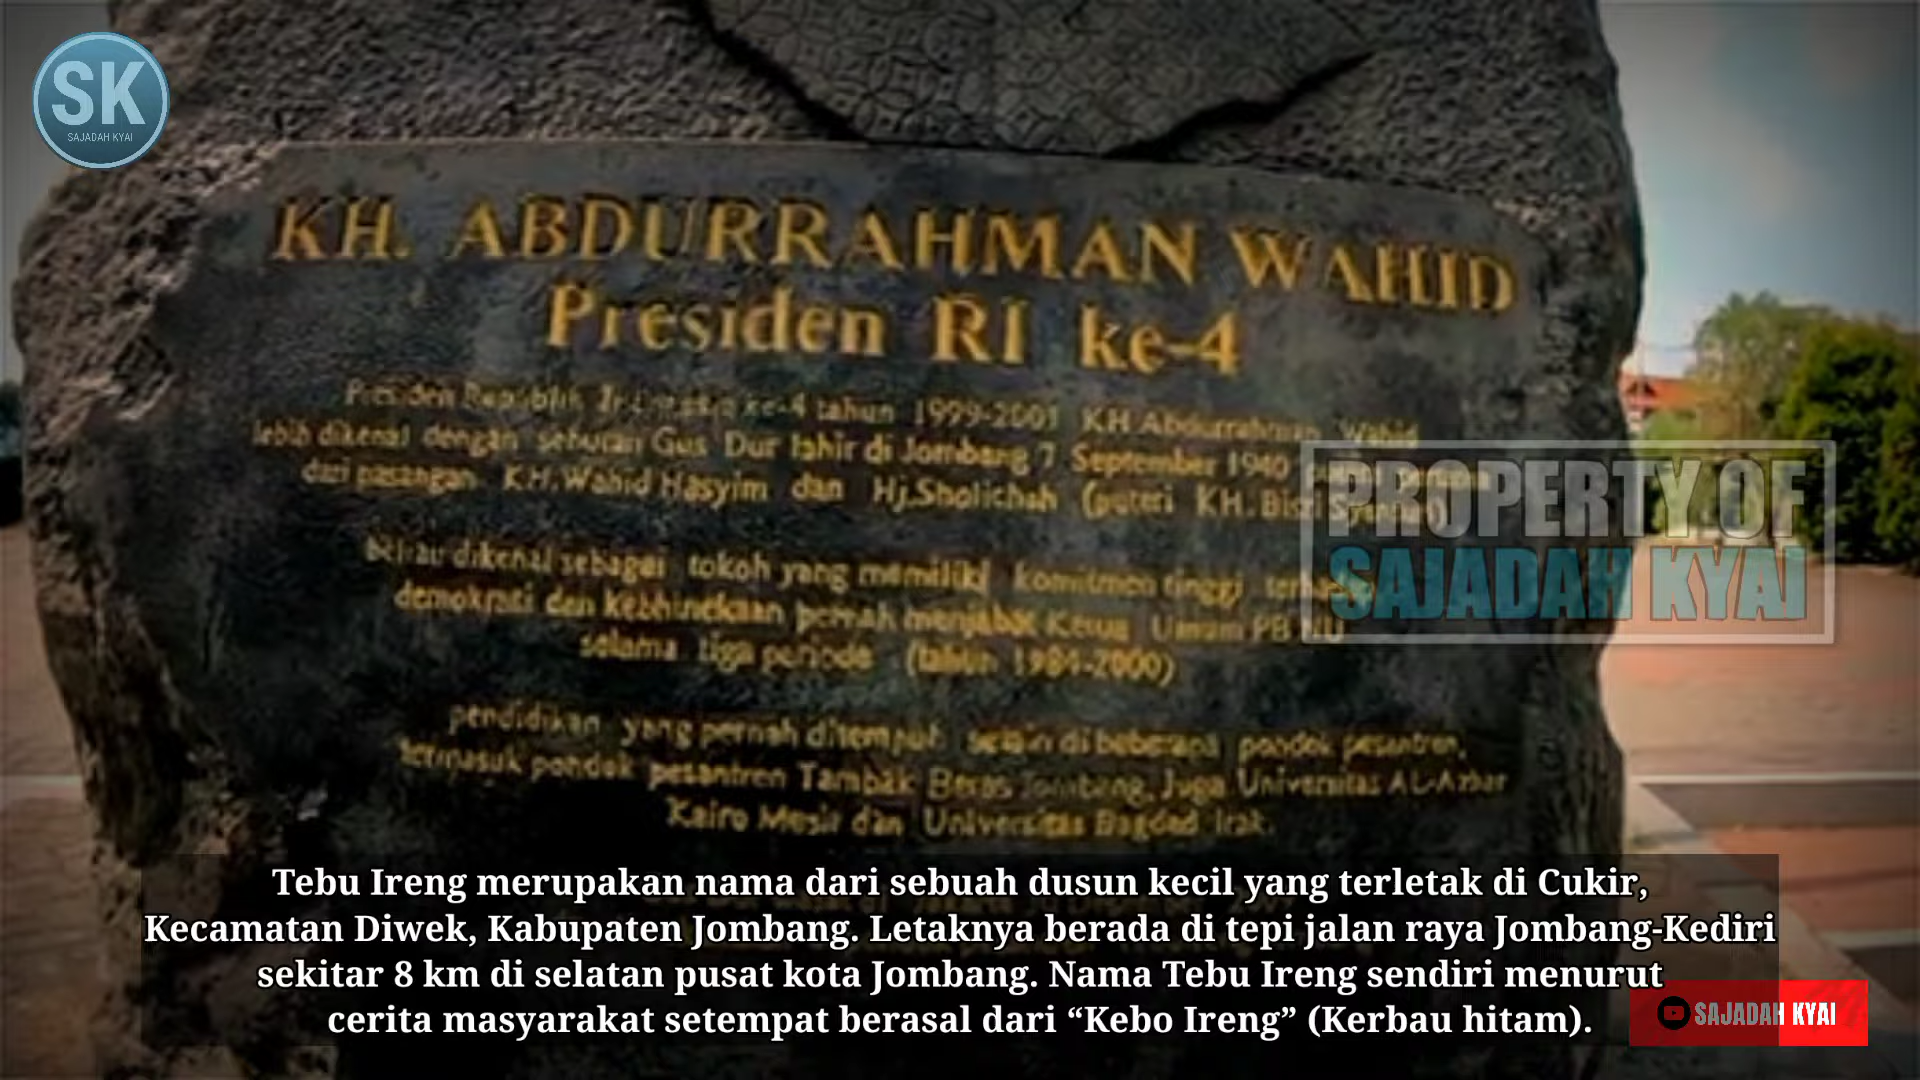 SK
SAJADAH KYAI
KH. ABDURRAHMAN WAHID
Presiden RI ke-4
Presiden Republik Indonesia ke-4 tahun 1999-2001 KH Abdurrahman Wahid
lebih dikenal dengan sebutan Gus Dur lahir di Jombang 7 September 1940
dari pasangan KH.Wahid Hasyim dan Hj.Sholichah (puteri KH. Bisri Syansuri)
Beliau dikenal sebagai tokoh yang memiliki komitmen tinggi
demokrasi dan kebhinekaan pernah menjabat Ketua Umum PB NU
selama tiga periode (tahun 1984-2000)
pendidikan yang pernah ditempuh selain di beberapa pondok pesantren,
termasuk pondok pesantren Tambak Beras Jombang, Juga Universitas AL-Azhar
Kairo Mesir dan Universitas Bagdad Irak.
PROPERTY OF
SAJADAH KYAI
Tebu Ireng merupakan nama dari sebuah dusun kecil yang terletak di Cukir,
Kecamatan Diwek, Kabupaten Jombang. Letaknya berada di tepi jalan raya Jombang-Kediri
sekitar 8 km di selatan pusat kota Jombang. Nama Tebu Ireng sendiri menurut
cerita masyarakat setempat berasal dari “Kebo Ireng” (Kerbau hitam).
SAJADAH KYAI